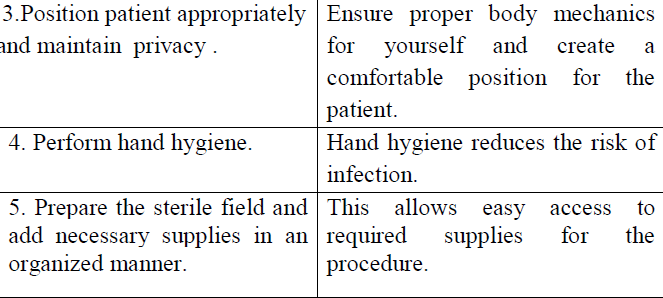 3.Position patient appropriately
and maintain privacy .
Ensure proper body mechanics
for yourself and create a
comfortable position for the
patient.
4. Perform hand hygiene.
Hand hygiene reduces the risk of
infection.
5. Prepare the sterile field and
add necessary supplies in an
organized manner.
This allows easy access to
required supplies for the
procedure.